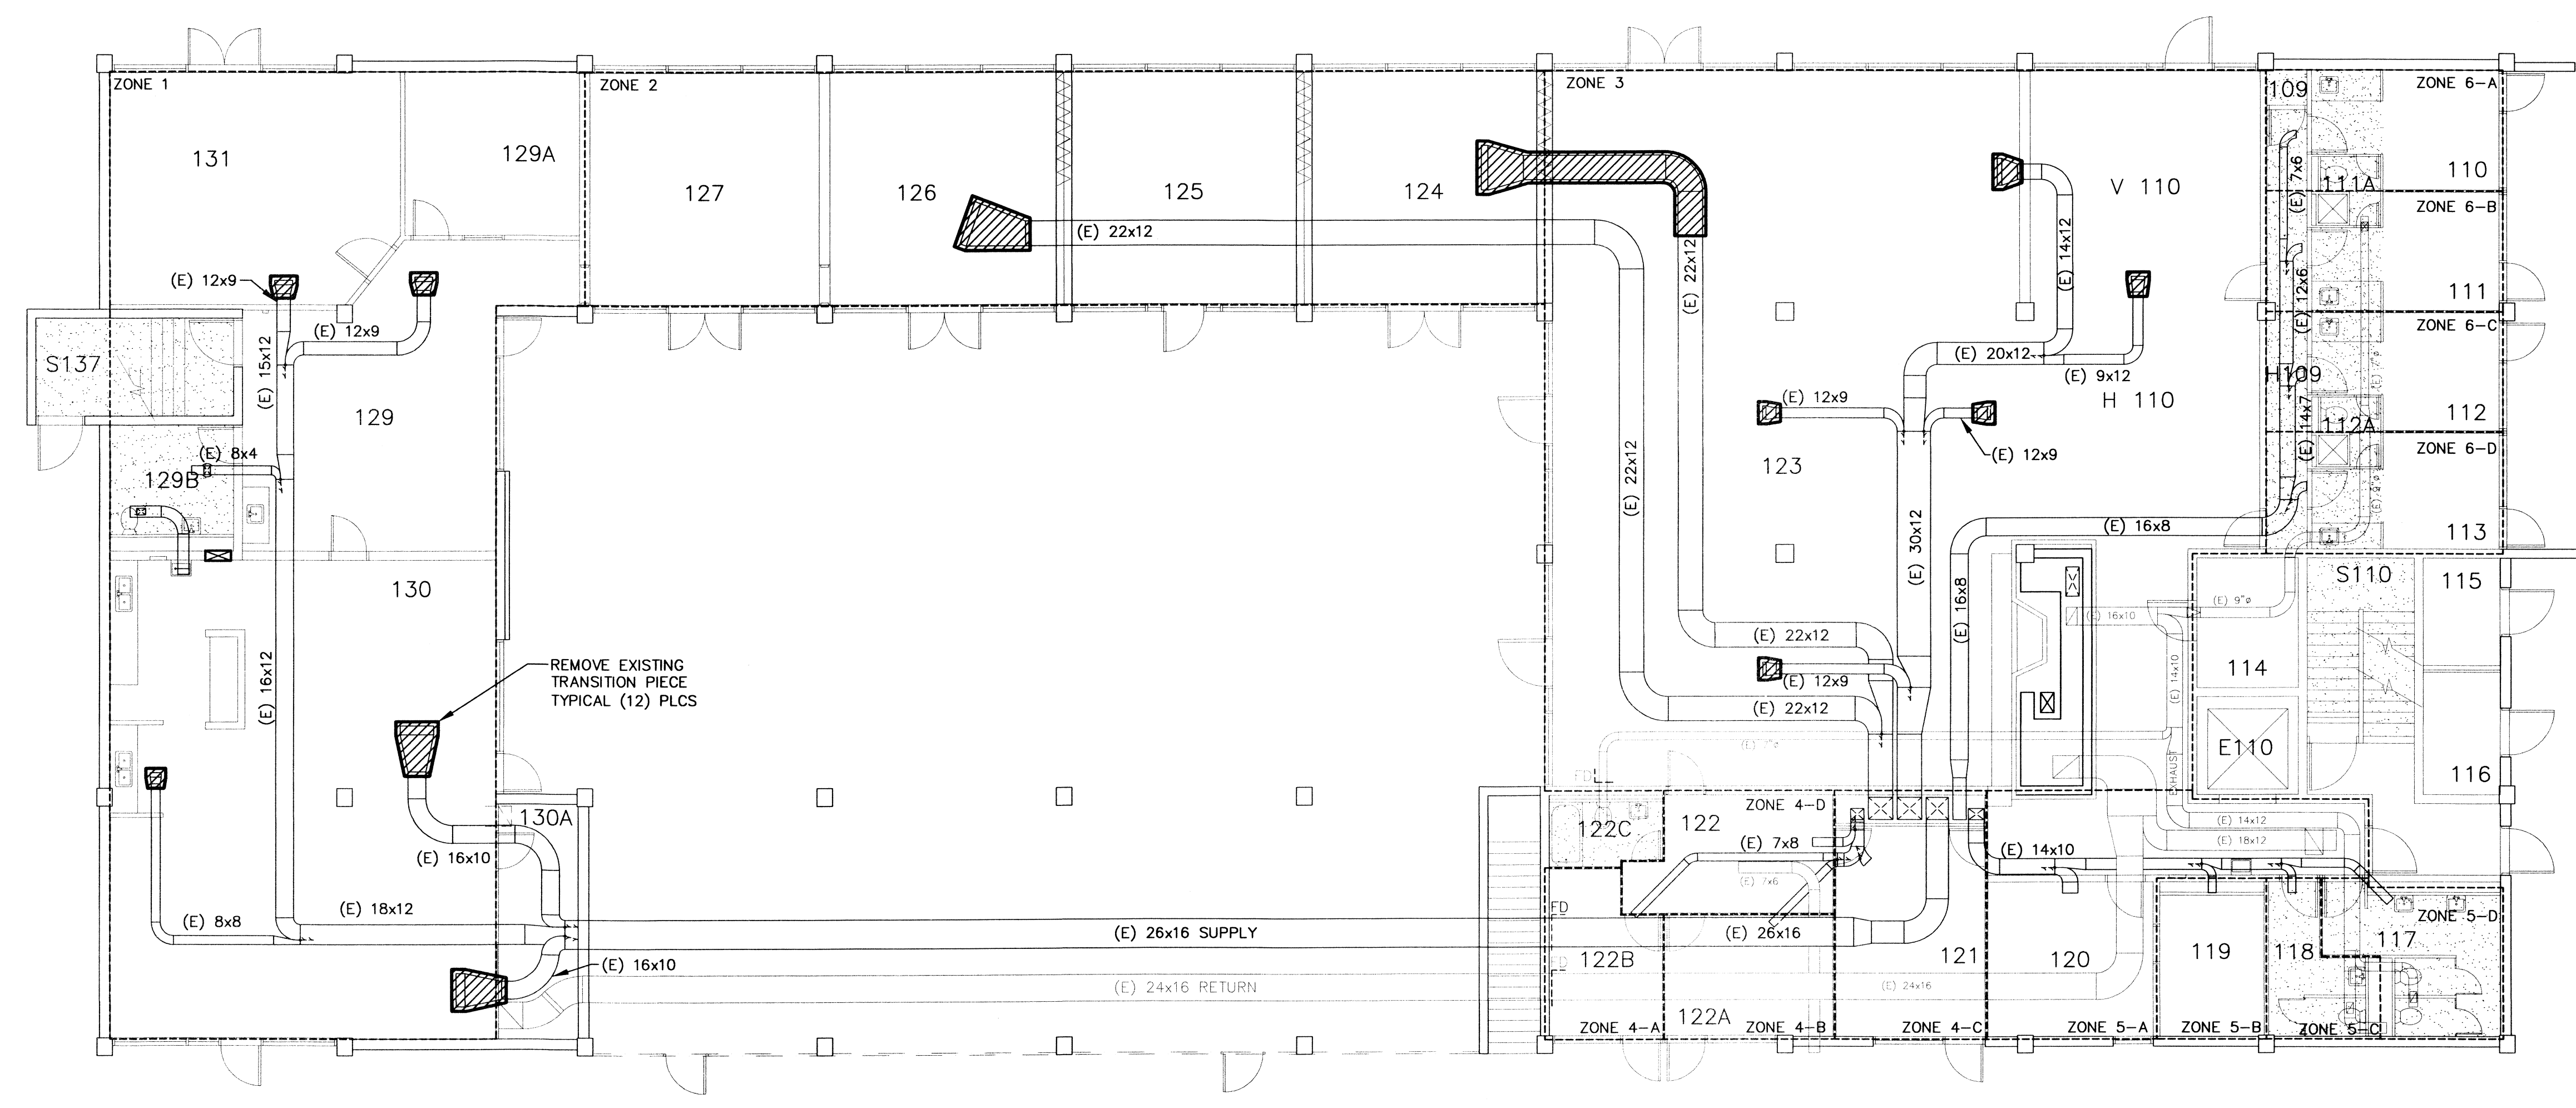 ZONE 1
ZONE 2
ZONE 3
109
ZONE 6-A
131
129A
127
126
125
124
V 110
(E) 7x6
110
111A
ZONE 6-B
(E) 22x12
(E) 22x12
(E) 14x12
(E) 12x6
111
(E) 12x9
(E) 12x9
(E) 15x12
S137
(E) 20x12
(E) 9x12
ZONE 6-C
H109
112
129
(E) 12x9
H 110
(E) 14x7
112A
ZONE 6-D
(E) 8x4
129B
(E) 22x12
123
(E) 12x9
(E) 30x12
(E) 16x8
113
130
(E) 16x8
S110
115
(E) 9"ø
(E) 16x10
(E) 16x12
REMOVE EXISTING
TRANSITION PIECE
TYPICAL (12) PLCS
(E) 22x12
(E) 12x9
(E) 22x12
(E) 14x10
114
E110
(E) 7"ø
EXHAUST
116
FD
130A
(E) 16x10
ZONE 4-D
122C
122
(E) 7x8
(E) 7x6
(E) 14x12
(E) 18x12
(E) 14x10
(E) 8x8
(E) 18x12
(E) 26x16 SUPPLY
FD
(E) 26x16
ZONE 5-D
117
(E) 16x10
FD
122B
121
120
119
118
(E) 24x16 RETURN
(E) 24x16
122A
ZONE 4-A
ZONE 4-B
ZONE 4-C
ZONE 5-A
ZONE 5-B
ZONE 5-C